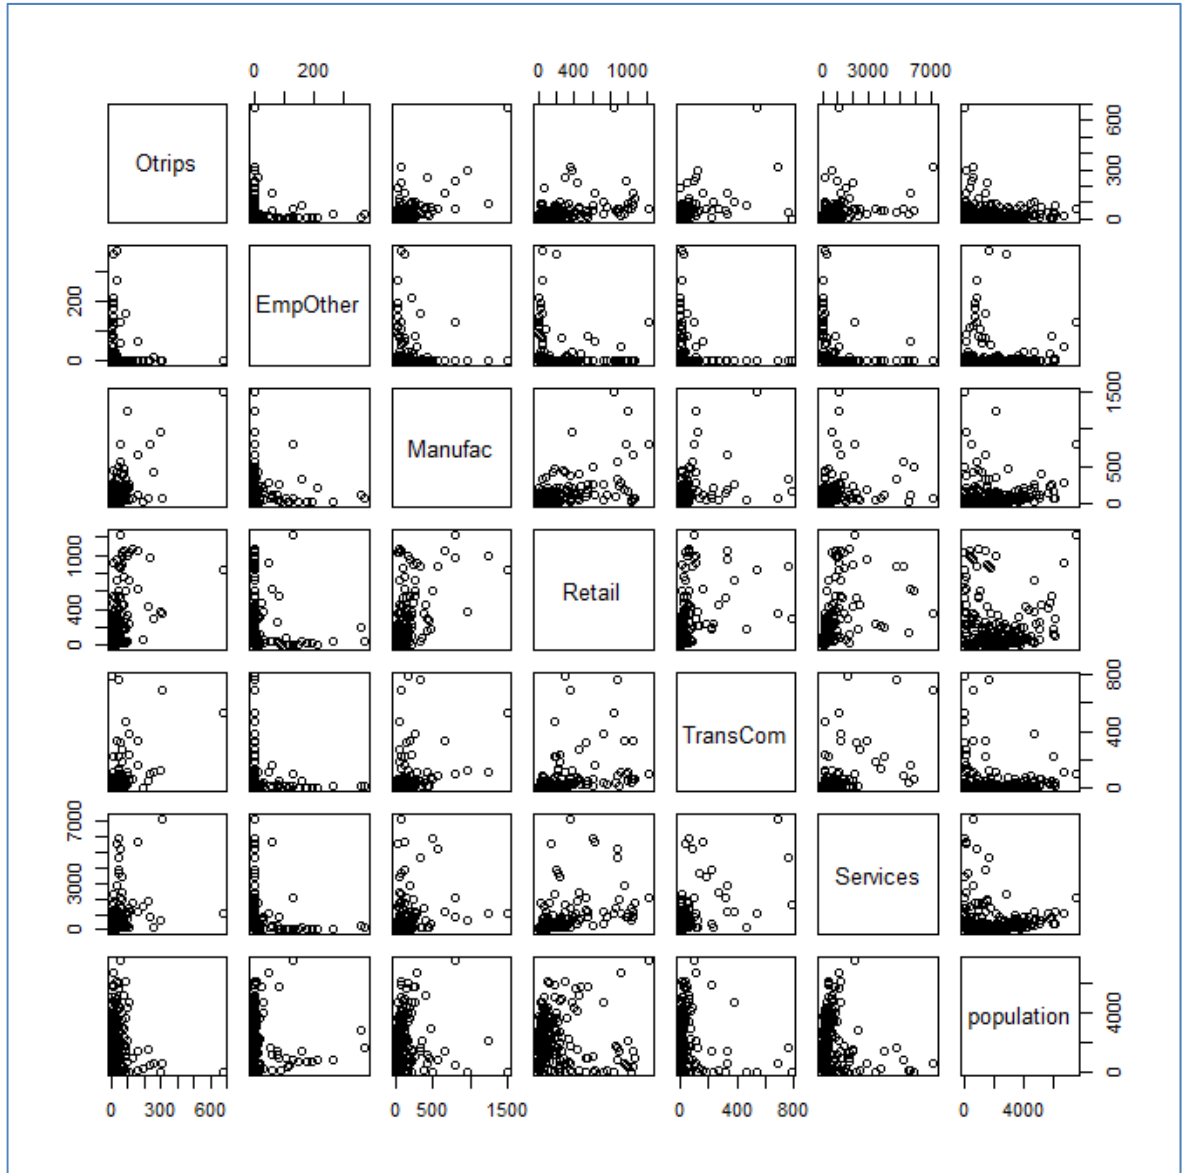 0 200 0 400 1000 0 3000 7000
Otrips 0 300 600
0 200 EmpOther
Manufac 0 500 1500
0 400 1000 Retail
TransCom 0 400 800
0 3000 7000 Services
population 0 4000
0 300 600 0 500 1500 0 400 800 0 4000